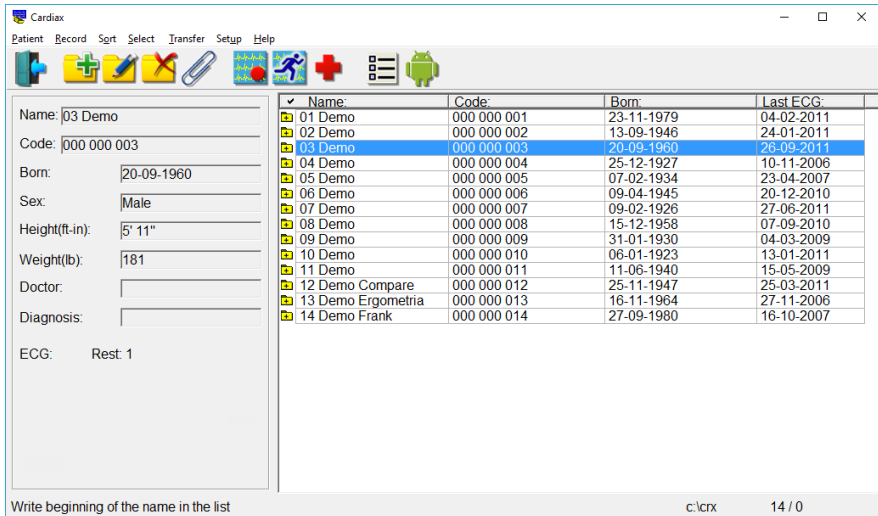 Cardiax
Patient Record Sort Select Transfer Setup Help
Name: 03 Demo
Code: 000 000 003
Born: 20-09-1960
Sex: Male
Height(ft-in): 5' 11"
Weight(lb): 181
Doctor:
Diagnosis:
ECG: Rest: 1
Name: Code: Born: Last ECG:
01 Demo 000 000 001 23-11-1979 04-02-2011
02 Demo 000 000 002 13-09-1946 24-01-2011
03 Demo 000 000 003 20-09-1960 26-09-2011
04 Demo 000 000 004 25-12-1927 10-11-2006
05 Demo 000 000 005 07-02-1934 23-04-2007
06 Demo 000 000 006 09-04-1945 20-12-2010
07 Demo 000 000 007 09-02-1926 27-06-2011
08 Demo 000 000 008 15-12-1958 07-09-2010
09 Demo 000 000 009 31-01-1930 04-03-2009
10 Demo 000 000 010 06-01-1923 13-01-2011
11 Demo 000 000 011 11-06-1940 15-05-2009
12 Demo Compare 000 000 012 25-11-1947 25-03-2011
13 Demo Ergometria 000 000 013 16-11-1964 27-11-2006
14 Demo Frank 000 000 014 27-09-1980 16-10-2007
Write beginning of the name in the list c:\crx 14 / 0